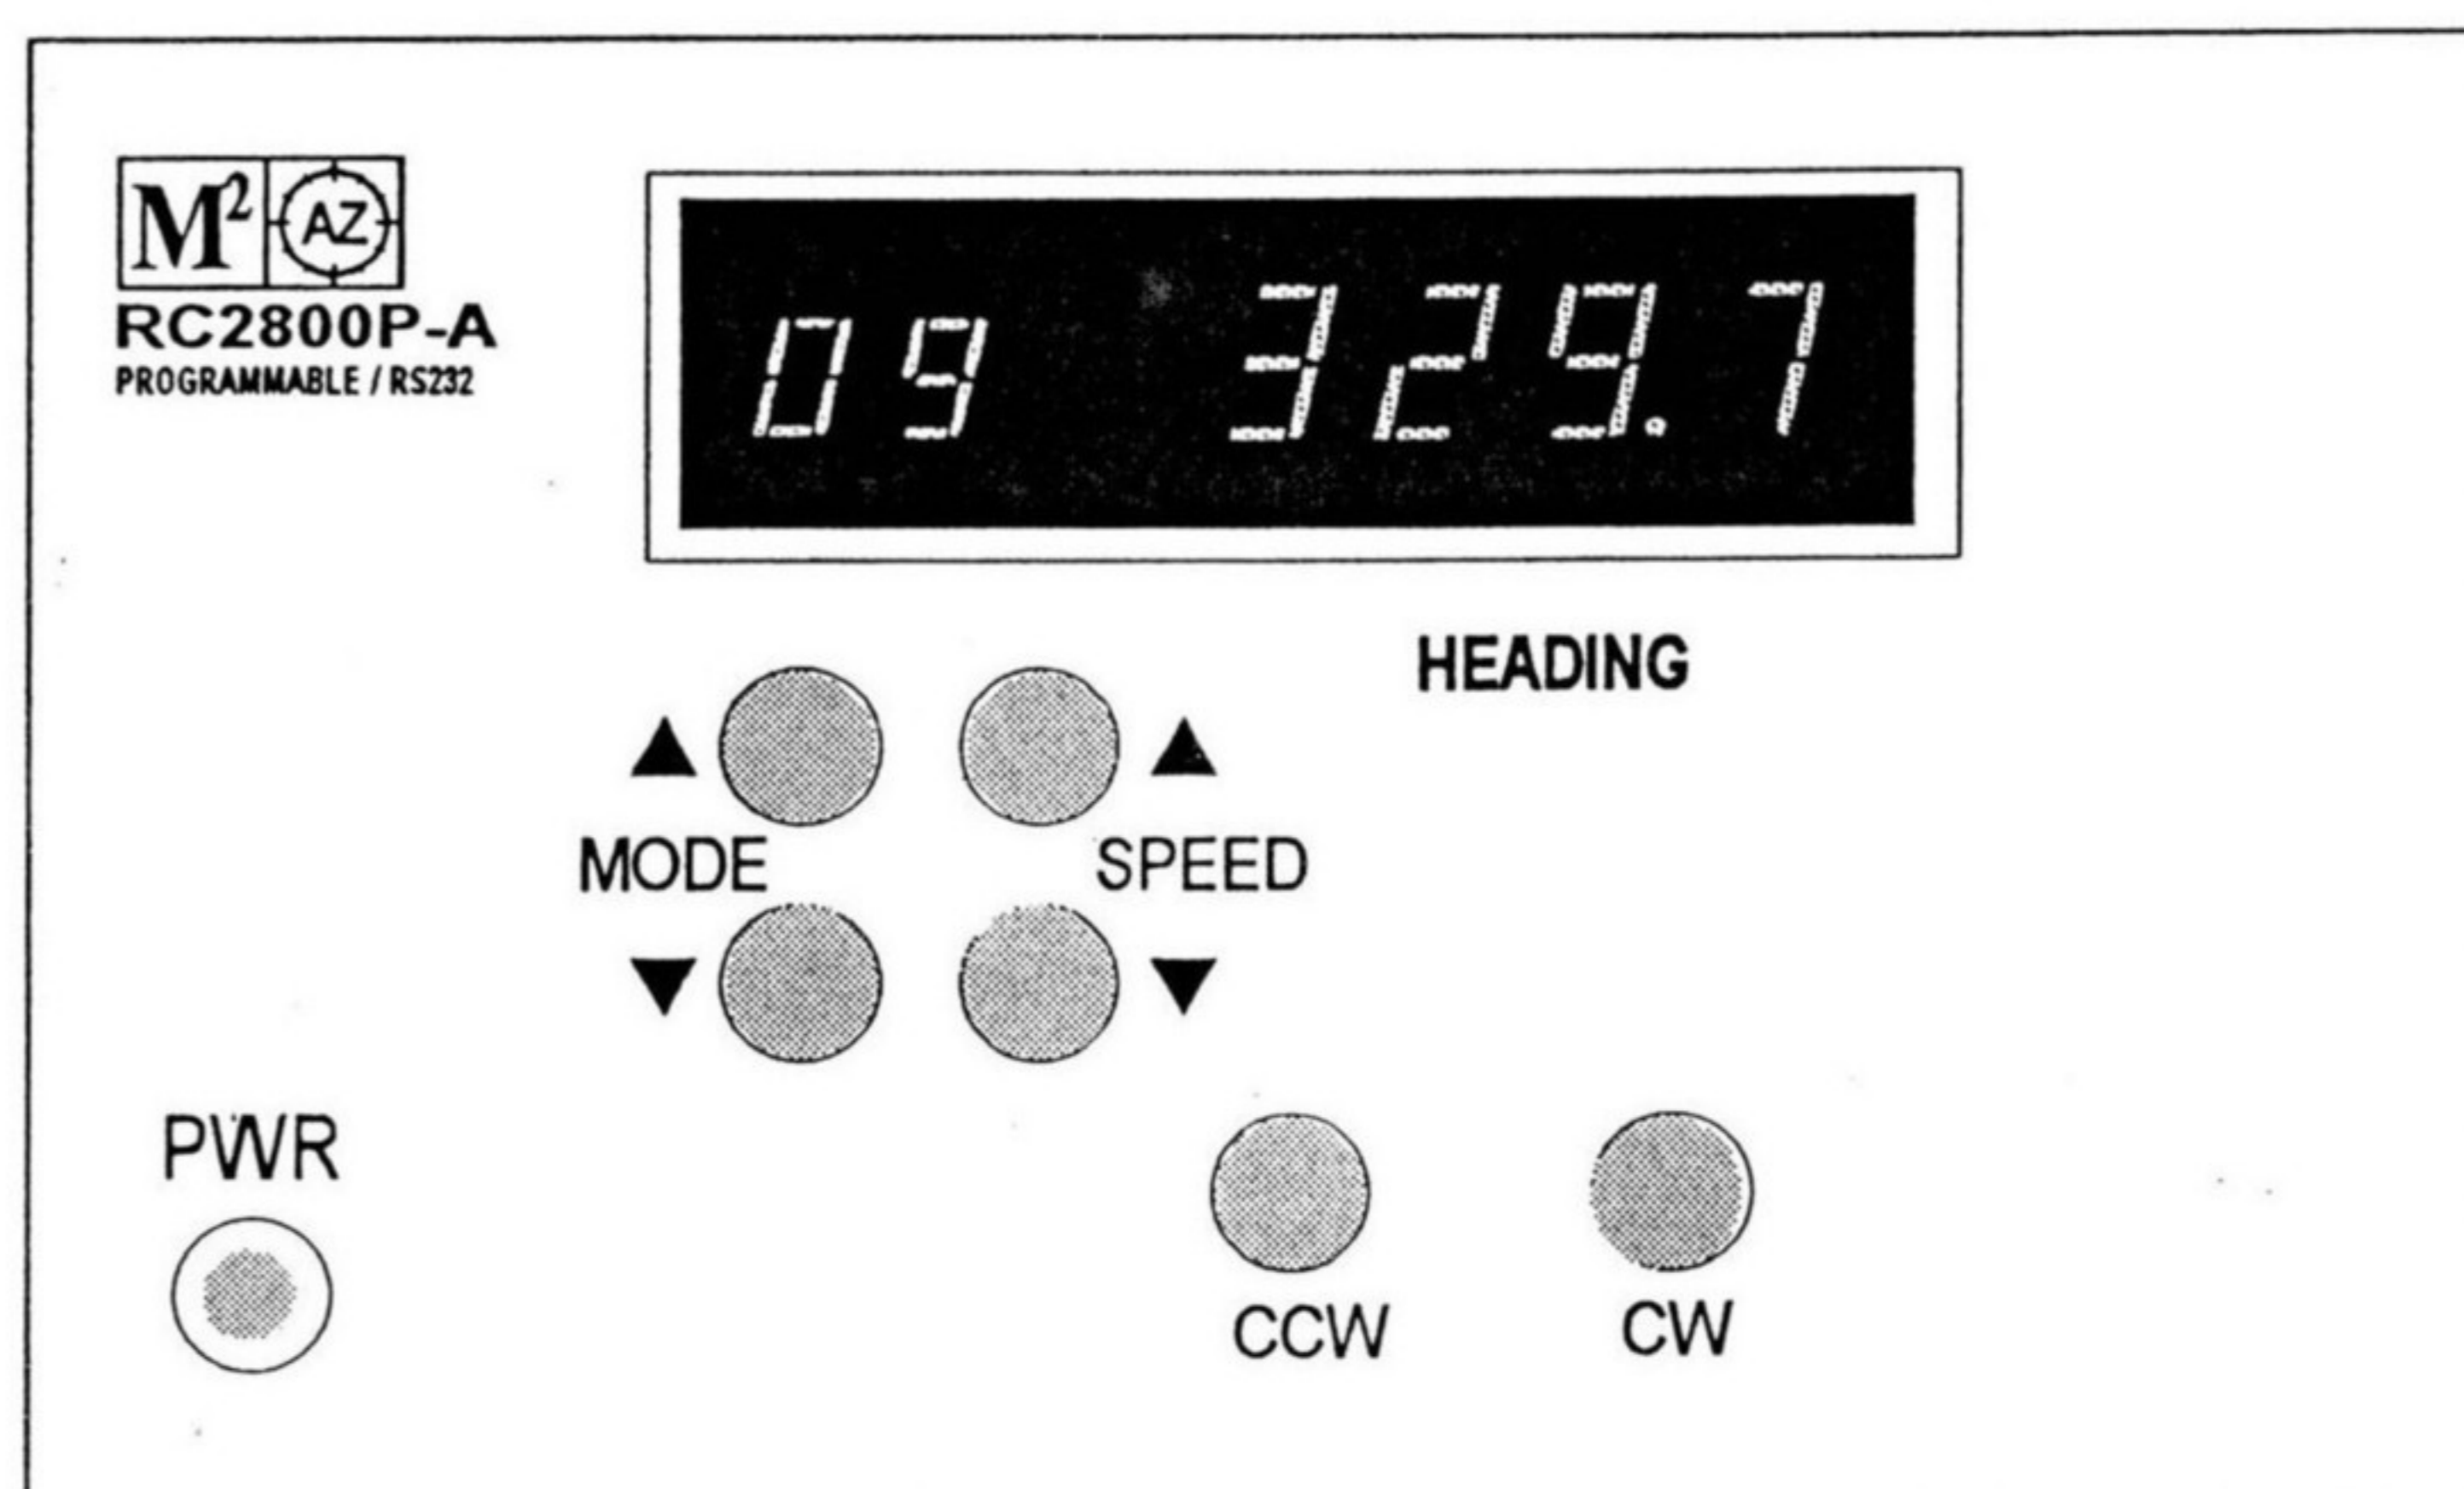 M² AZ
RC2800P-A
PROGRAMMABLE / RS232
09 329.7
HEADING
▲ ▲
MODE SPEED
▼ ▼
PWR
CCW CW